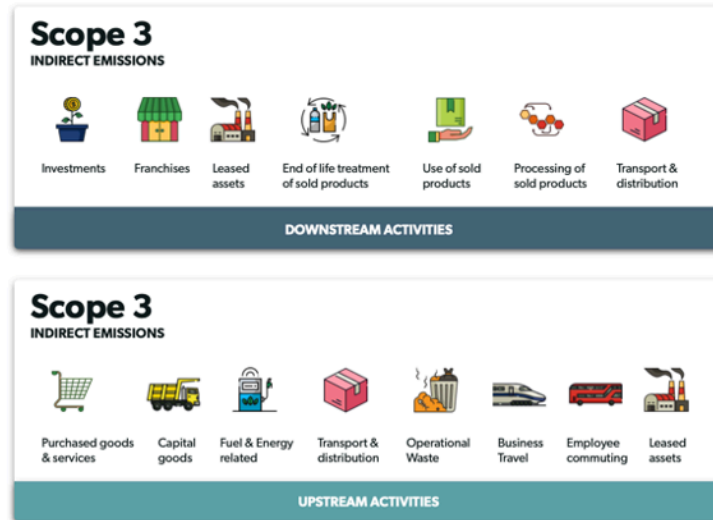 Scope 3
INDIRECT EMISSIONS
Investments
Franchises
Leased
assets
End of life treatment
of sold products
Use of sold
products
Processing of
sold products
Transport &
distribution
DOWNSTREAM ACTIVITIES
Scope 3
INDIRECT EMISSIONS
Purchased goods
& services
Capital
goods
Fuel & Energy
related
Transport &
distribution
Operational
Waste
Business
Travel
Employee
commuting
Leased
assets
UPSTREAM ACTIVITIES